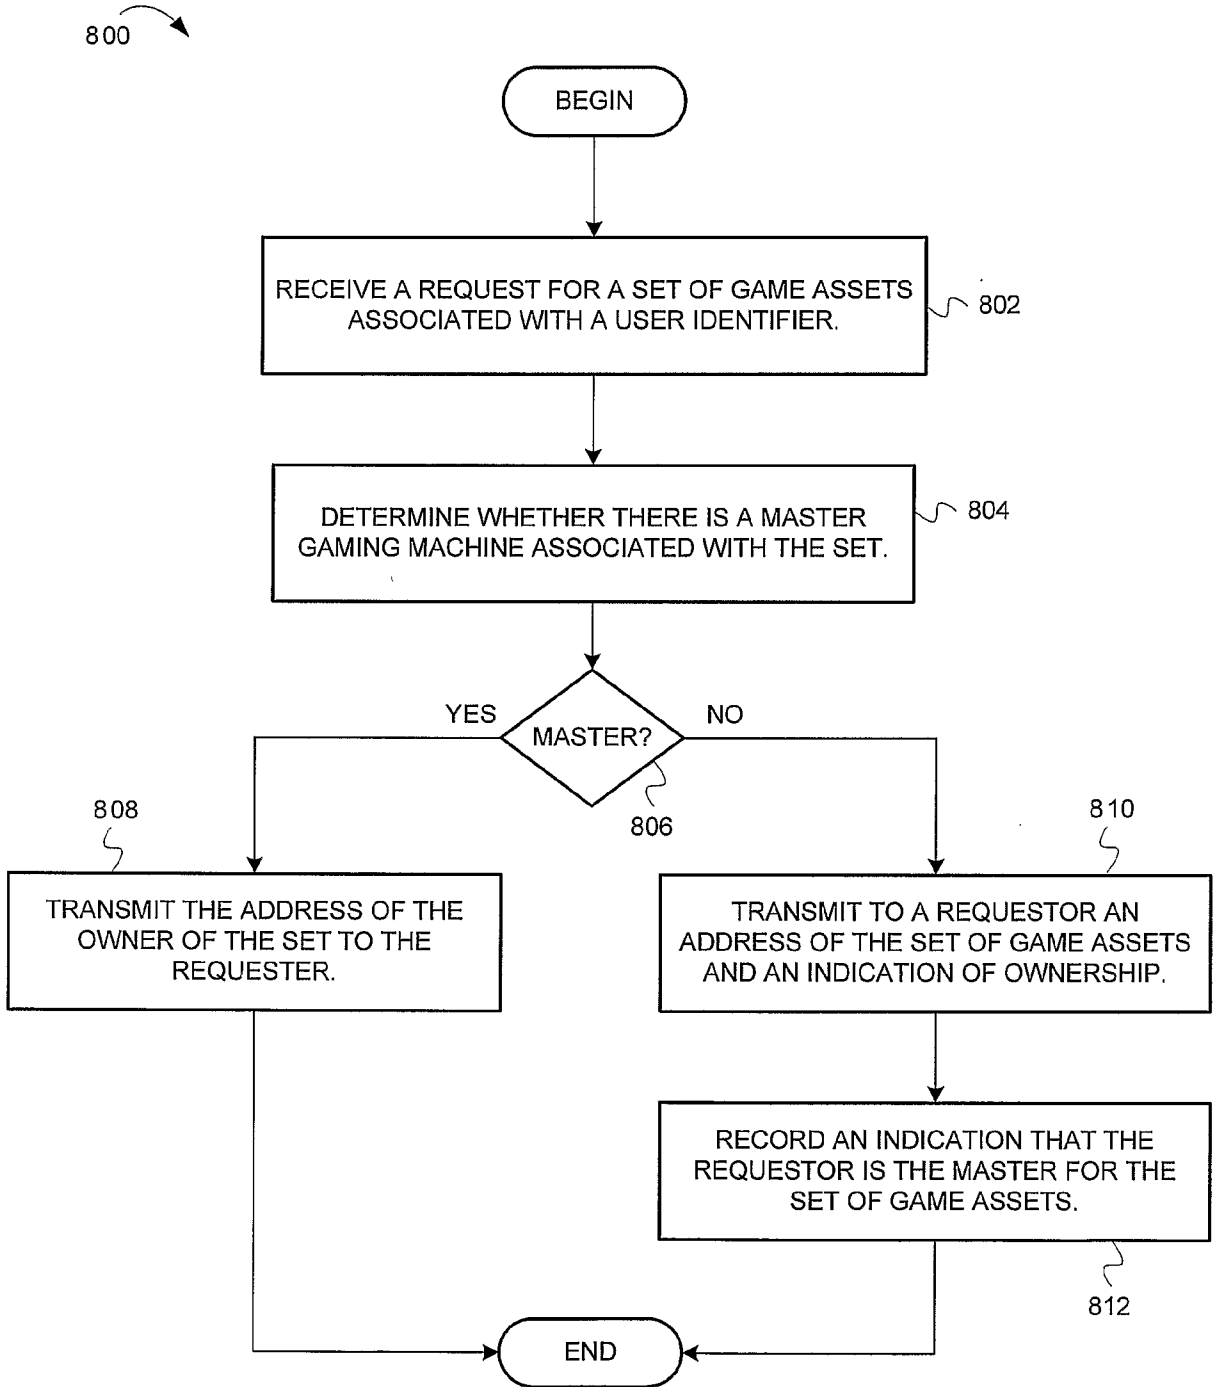 800
BEGIN
RECEIVE A REQUEST FOR A SET OF GAME ASSETS
ASSOCIATED WITH A USER IDENTIFIER.
802
DETERMINE WHETHER THERE IS A MASTER
GAMING MACHINE ASSOCIATED WITH THE SET.
804
YES
MASTER?
NO
806
808
TRANSMIT THE ADDRESS OF THE
OWNER OF THE SET TO THE
REQUESTER.
810
TRANSMIT TO A REQUESTOR AN
ADDRESS OF THE SET OF GAME ASSETS
AND AN INDICATION OF OWNERSHIP.
RECORD AN INDICATION THAT THE
REQUESTOR IS THE MASTER FOR THE
SET OF GAME ASSETS.
812
END